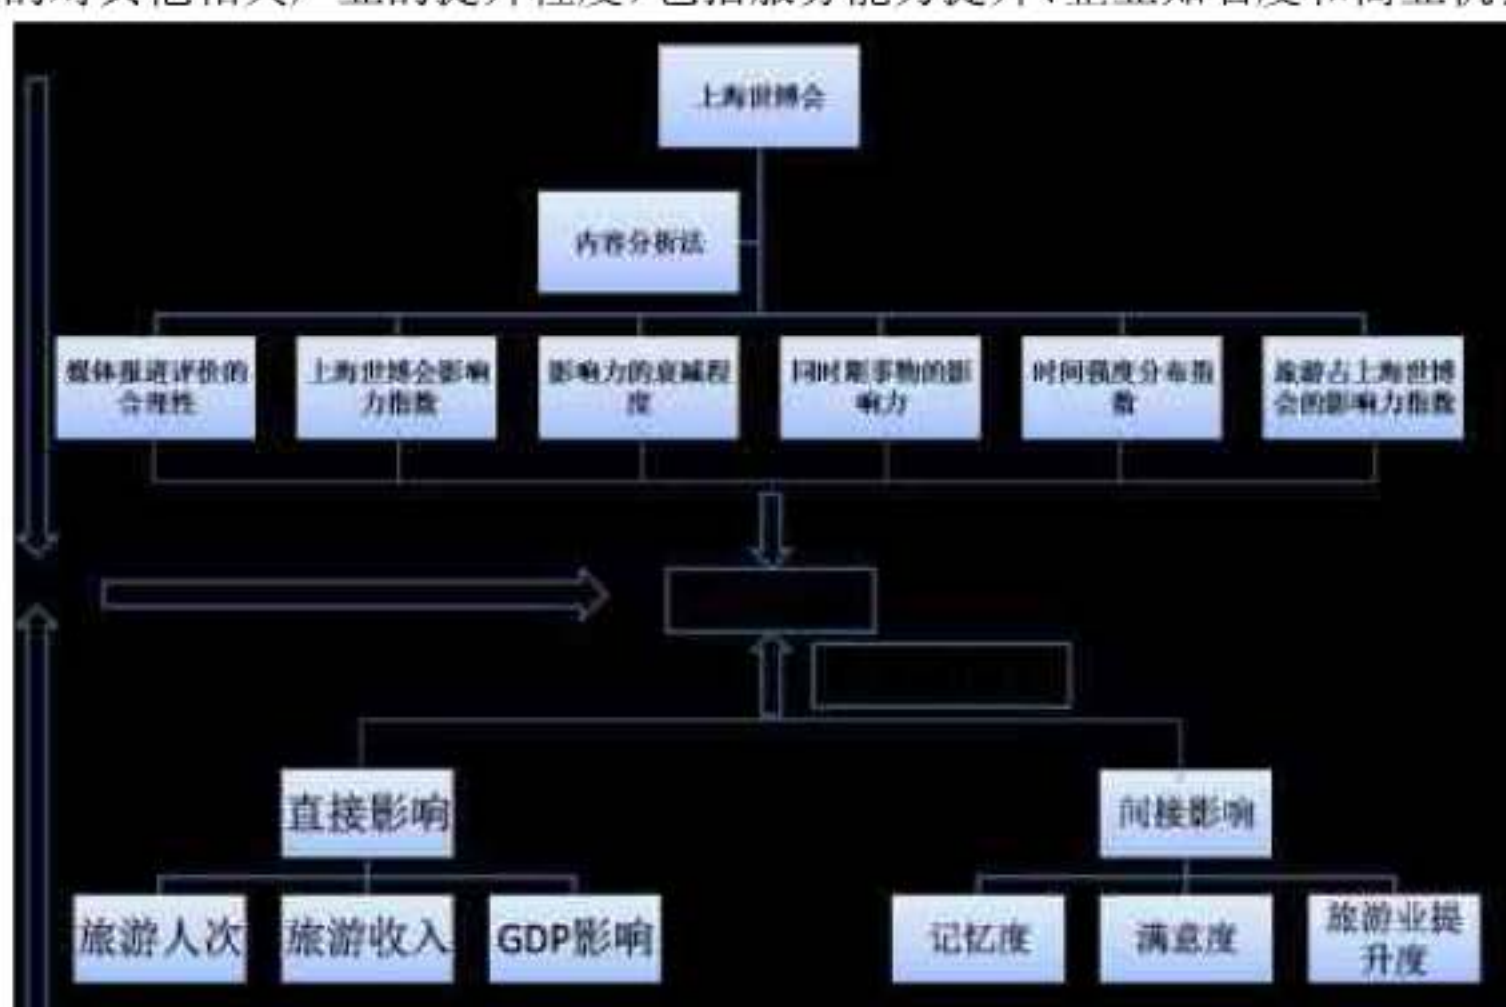 上海世博会
内容分析法
媒体报道评价的
合理性
上海世博会影响
力指数
影响力的衰减程
度
同时期事物的影
响力
时间强度分布指
数
旅游占上海世博
会的影响力指数
直接影响
间接影响
旅游人次
旅游收入
GDP影响
记忆度
满意度
旅游业提
升度